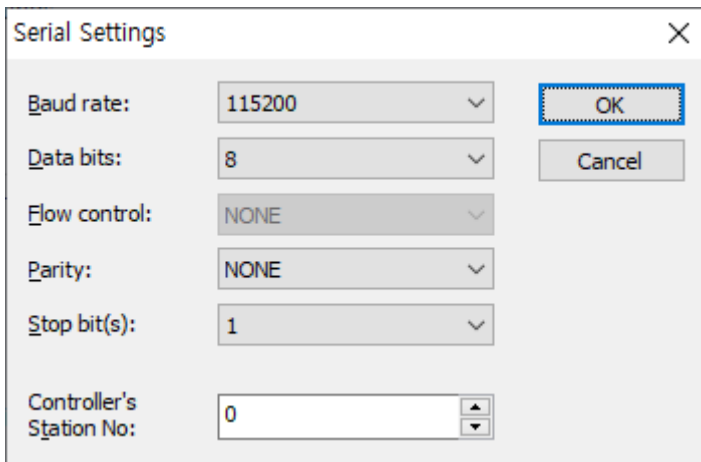 Serial Settings
Baud rate: 115200 OK
Data bits: 8 Cancel
Flow control: NONE
Parity: NONE
Stop bit(s): 1
Controller's
Station No: 0